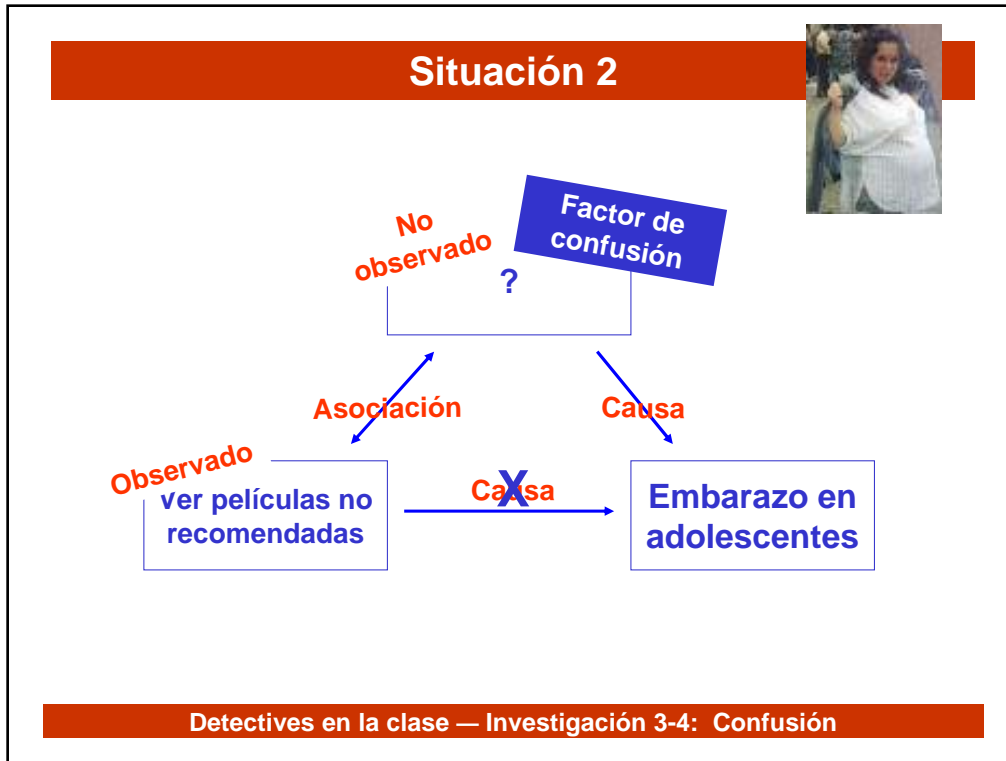 Situación 2
No
observado
Factor de
confusión
?
Asociación
Causa
Observado
Ver películas no
recomendadas
Causa
X
Embarazo en
adolescentes
Detectives en la clase — Investigación 3-4: Confusión